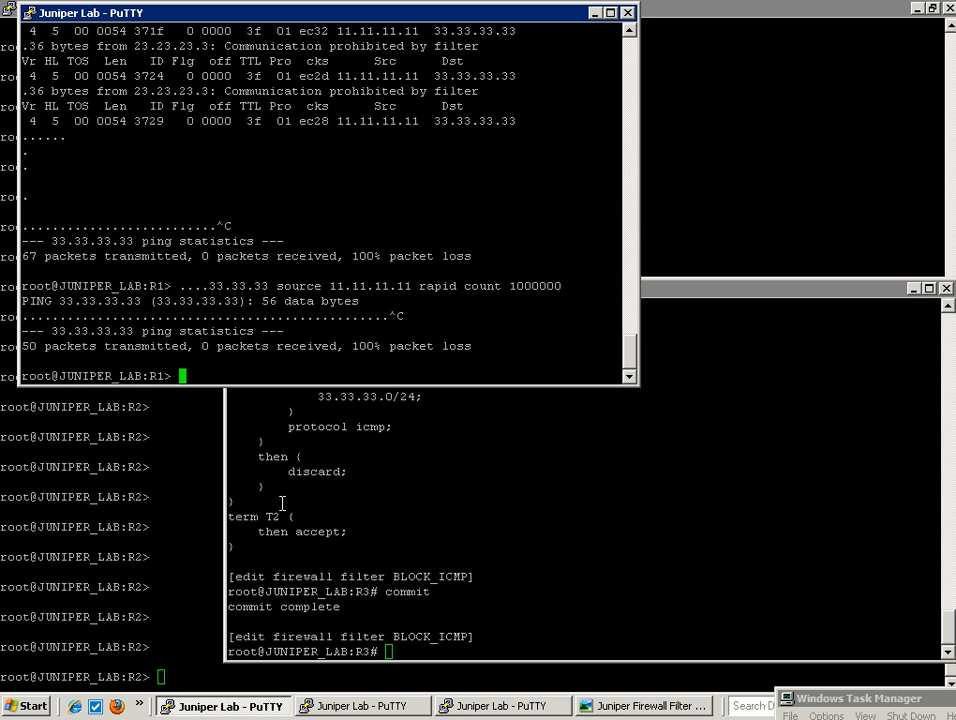 Juniper Lab - PuTTY
4 5 00 0054 371f 0 0000 3f 01 ec32 11.11.11.11 33.33.33.33
.36 bytes from 23.23.23.3: Communication prohibited by filter
Vr HL TOS Len ID Flg off TTL Pro cks Src Dst
4 5 00 0054 3724 0 0000 3f 01 ec2d 11.11.11.11 33.33.33.33
.36 bytes from 23.23.23.3: Communication prohibited by filter
Vr HL TOS Len ID Flg off TTL Pro cks Src Dst
4 5 00 0054 3729 0 0000 3f 01 ec28 11.11.11.11 33.33.33.33
......
.
.
.
..........................^C
--- 33.33.33.33 ping statistics ---
67 packets transmitted, 0 packets received, 100% packet loss
root@JUNIPER_LAB:R1> ....33.33.33 source 11.11.11.11 rapid count 1000000
PING 33.33.33.33 (33.33.33.33): 56 data bytes
.................................................^C
--- 33.33.33.33 ping statistics ---
50 packets transmitted, 0 packets received, 100% packet loss
root@JUNIPER_LAB:R1>
33.33.33.0/24;
}
protocol icmp;
}
then {
discard;
}
}
term T2 {
then accept;
}
[edit firewall filter BLOCK_ICMP]
root@JUNIPER_LAB:R3# commit
commit complete
[edit firewall filter BLOCK_ICMP]
root@JUNIPER_LAB:R3#
root@JUNIPER_LAB:R2>
root@JUNIPER_LAB:R2>
root@JUNIPER_LAB:R2>
root@JUNIPER_LAB:R2>
root@JUNIPER_LAB:R2>
root@JUNIPER_LAB:R2>
root@JUNIPER_LAB:R2>
root@JUNIPER_LAB:R2>
root@JUNIPER_LAB:R2>
root@JUNIPER_LAB:R2>
Start
Juniper Lab - PuTTY
Juniper Lab - PuTTY
Juniper Lab - PuTTY
Juniper Firewall Filter ...
Search
Windows Task Manager
File Options View Shut Down